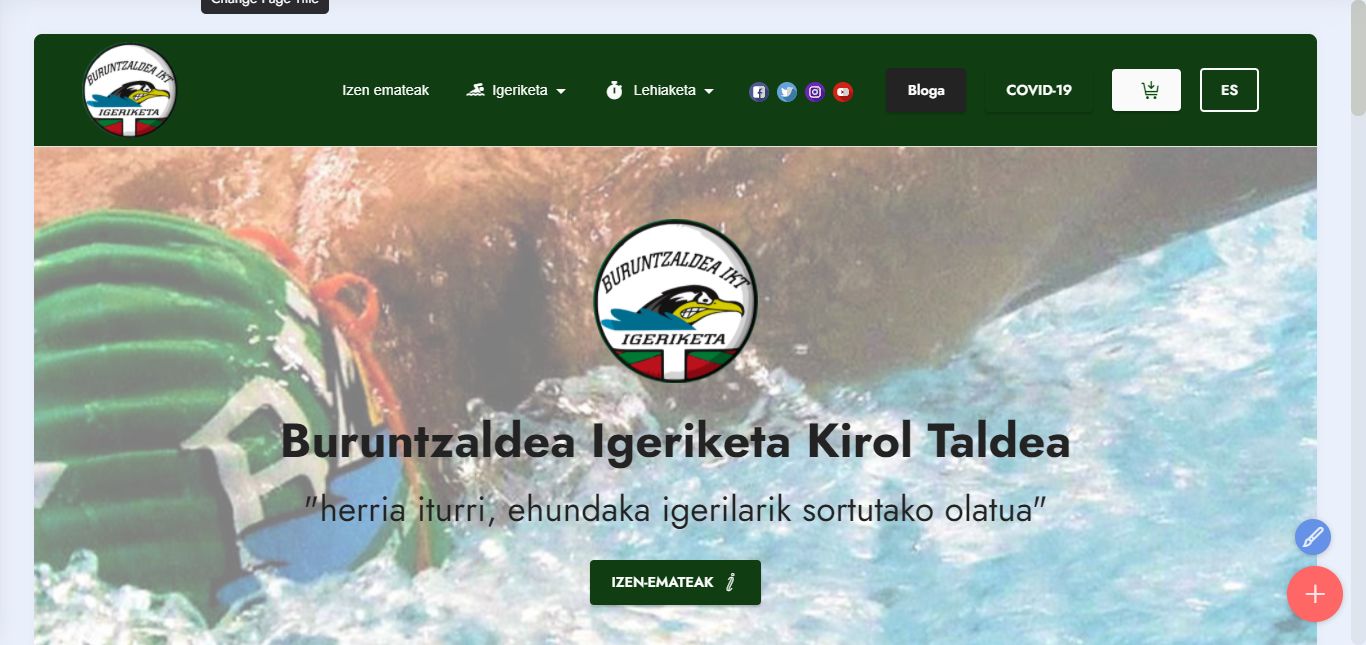 Change Page Title
BURUNTZALDEA IKT
IGERIKETA
Izen emateak
Igeriketa
Lehiaketa
Bloga
COVID-19
ES
BURUNTZALDEA IKT
IGERIKETA
Buruntzaldea Igeriketa Kirol Taldea
"herria iturri, ehundaka igerilarik sortutako olatua"
IZEN-EMATEAK